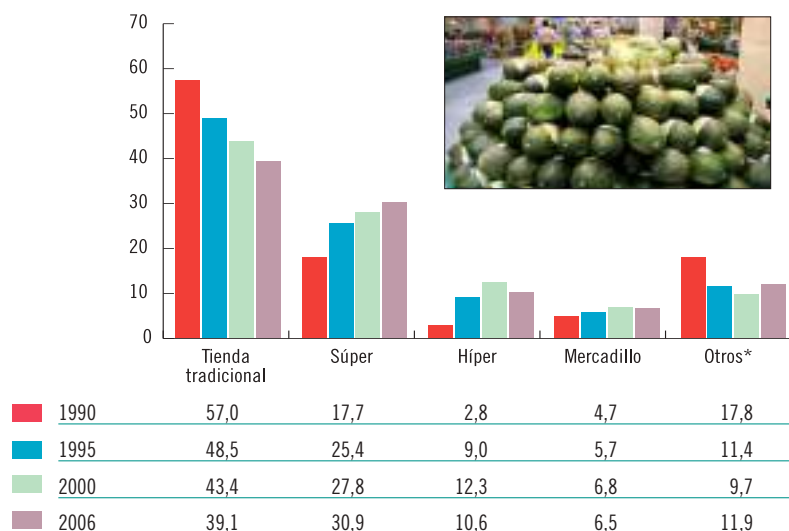 70
60
50
40
30
20
10
0
Tienda tradicional Súper Híper Mercadillo Otros*
1990 57,0 17,7 2,8 4,7 17,8
1995 48,5 25,4 9,0 5,7 11,4
2000 43,4 27,8 12,3 6,8 9,7
2006 39,1 30,9 10,6 6,5 11,9